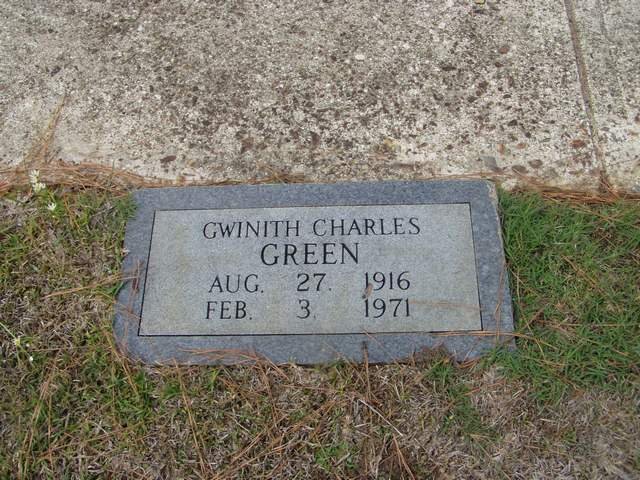 GWINITH CHARLES
GREEN
AUG. 27. 1916
FEB. 3, 1971